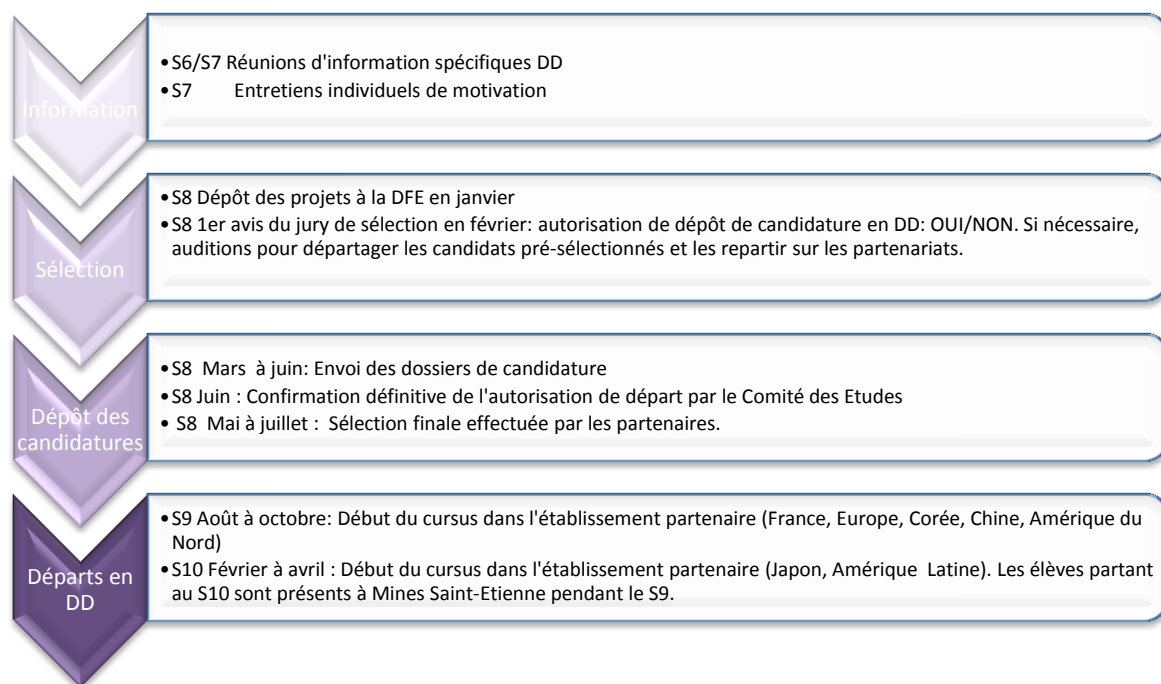 Information
•S6/S7 Réunions d'information spécifiques DD
•S7 Entretiens individuels de motivation
Sélection
•S8 Dépôt des projets à la DFE en janvier
•S8 1er avis du jury de sélection en février: autorisation de dépôt de candidature en DD: OUI/NON. Si nécessaire,
auditions pour départager les candidats pré-sélectionnés et les repartir sur les partenariats.
Dépôt des
candidatures
•S8 Mars à juin: Envoi des dossiers de candidature
•S8 Juin : Confirmation définitive de l'autorisation de départ par le Comité des Etudes
• S8 Mai à juillet : Sélection finale effectuée par les partenaires.
Départs en
DD
•S9 Août à octobre: Début du cursus dans l'établissement partenaire (France, Europe, Corée, Chine, Amérique du
Nord)
•S10 Février à avril : Début du cursus dans l'établissement partenaire (Japon, Amérique Latine). Les élèves partant
au S10 sont présents à Mines Saint-Etienne pendant le S9.